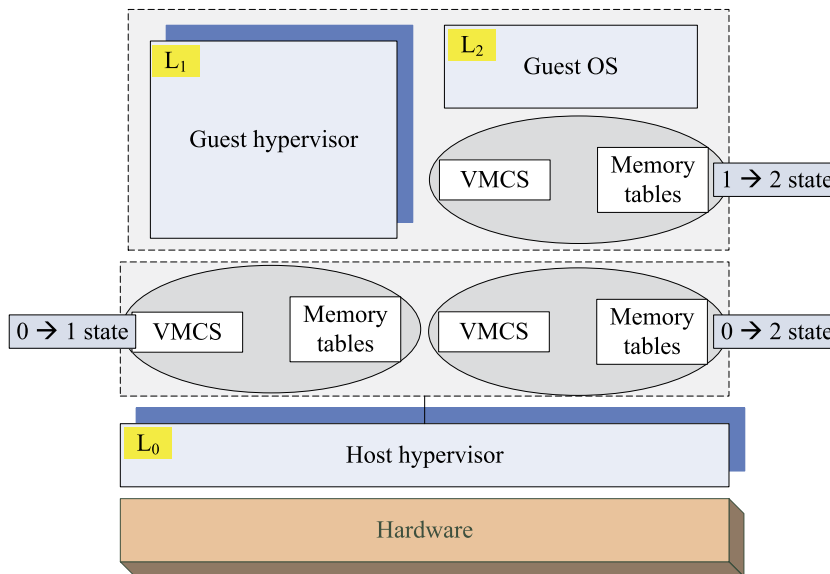 L₁
Guest hypervisor
L₂
Guest OS
VMCS
Memory
tables
1 → 2 state
0 → 1 state
VMCS
Memory
tables
VMCS
Memory
tables
0 → 2 state
L₀
Host hypervisor
Hardware